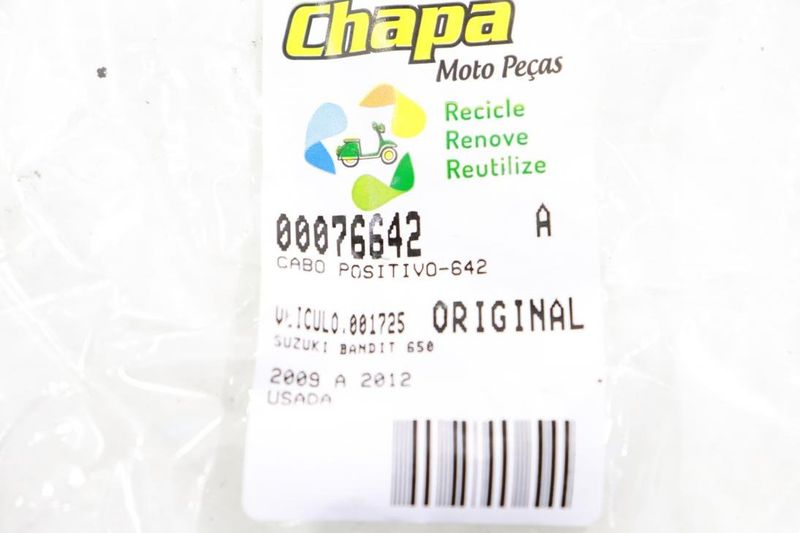 Chapa
Moto Peças
Recicle
Renove
Reutilize
00076642 A
CABO POSITIVO-642
VEICULO.001725 ORIGINAL
SUZUKI BANDIT 650
2009 A 2012
USADA